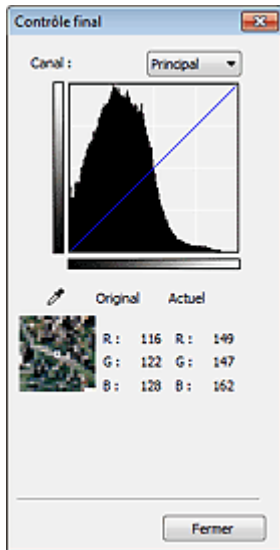 Contrôle final
Canal : Principal
Original Actuel
R : 116 R : 149
G : 122 G : 147
B : 128 B : 162
Fermer